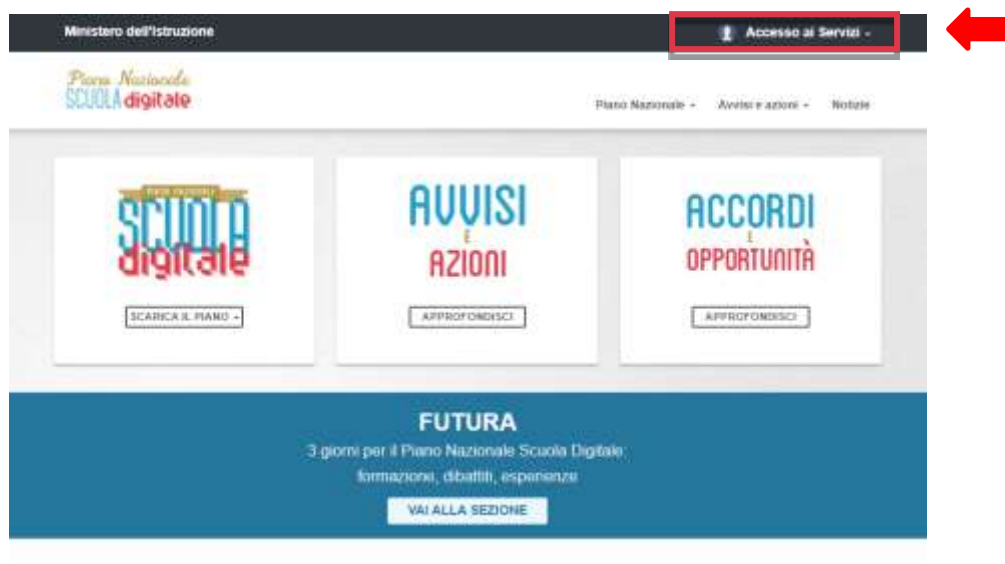 Ministero dell'Istruzione
Accesso ai Servizi
Piano Nazionale
SCUOLA digitale
Piano Nazionale
Avvisi e azioni
Notizie
PIANO NAZIONALE
SCUOLA
digitale
AVVISI
E
AZIONI
ACCORDI
E
OPPORTUNITÀ
SCARICA IL PIANO
APPROFONDISCI
APPROFONDISCI
FUTURA
3 giorni per il Piano Nazionale Scuola Digitale:
formazione, dibattiti, esperienze
VAI ALLA SEZIONE